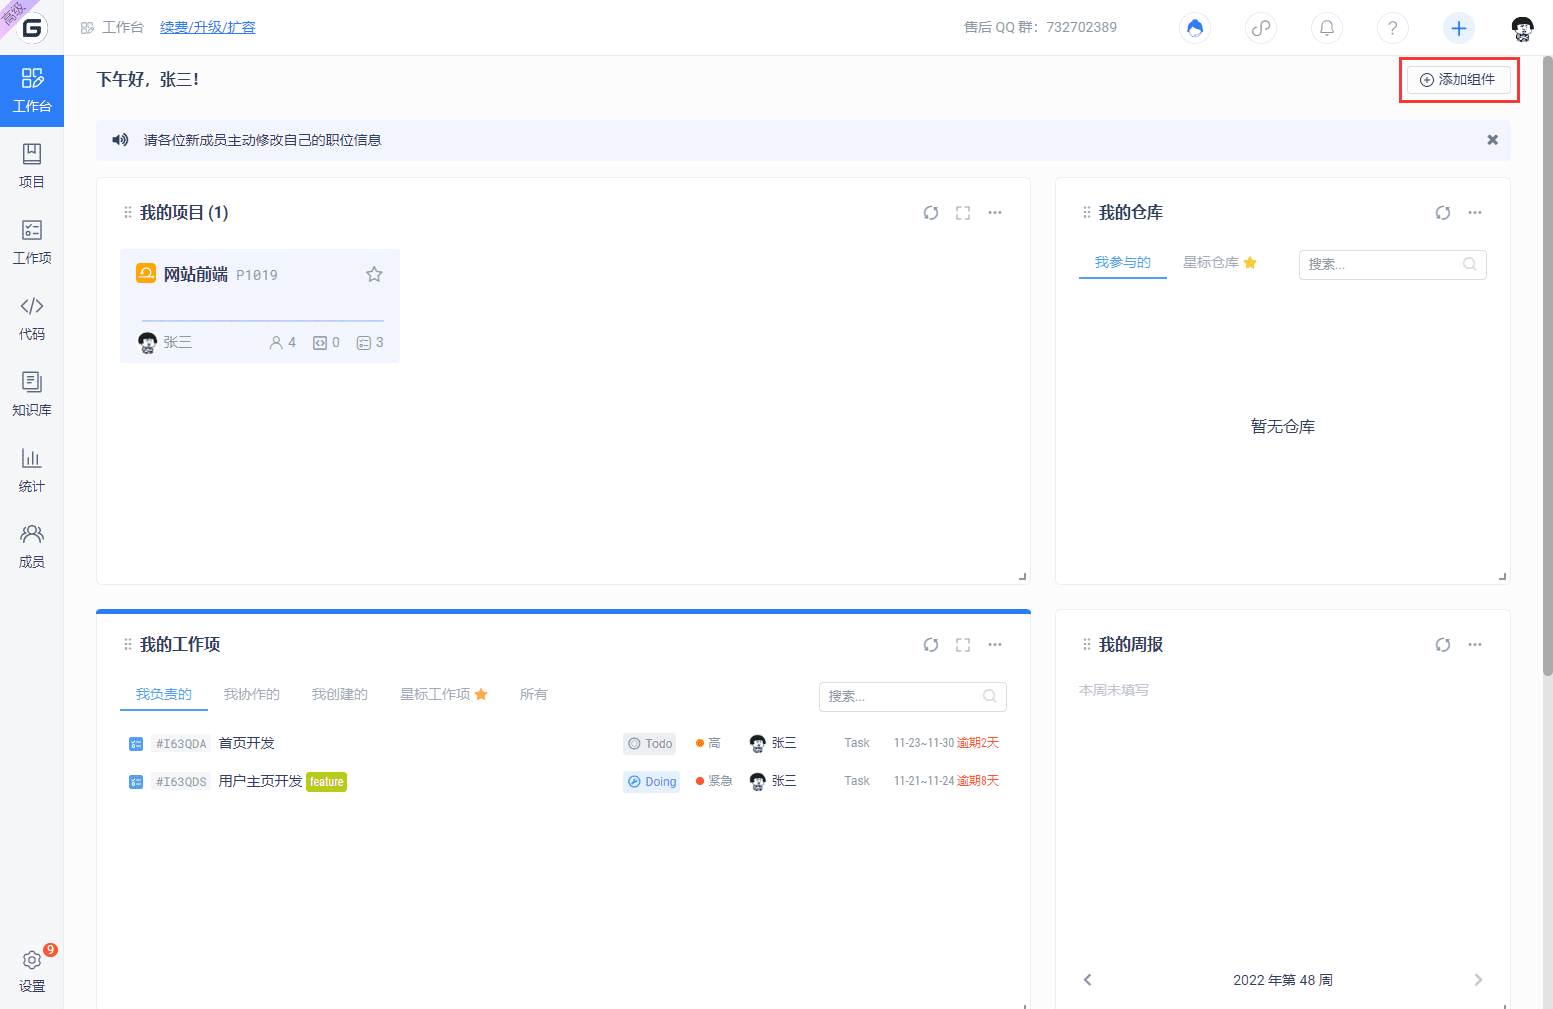 高级
工作台 续费/升级/扩容 售后 QQ 群：732702389
工作台
项目
工作项
代码
知识库
统计
成员
9
设置
下午好，张三！
添加组件
请各位新成员主动修改自己的职位信息
我的项目 (1)
网站前端 P1019
张三 4 0 3
我的仓库
我参与的 星标仓库 搜索...
暂无仓库
我的工作项
我负责的 我协作的 我创建的 星标工作项 所有 搜索...
#I63QDA 首页开发 Todo 高 张三 Task 11-23~11-30 逾期2天
#I63QDS 用户主页开发 feature Doing 紧急 张三 Task 11-21~11-24 逾期8天
我的周报
本周未填写
2022 年第 48 周